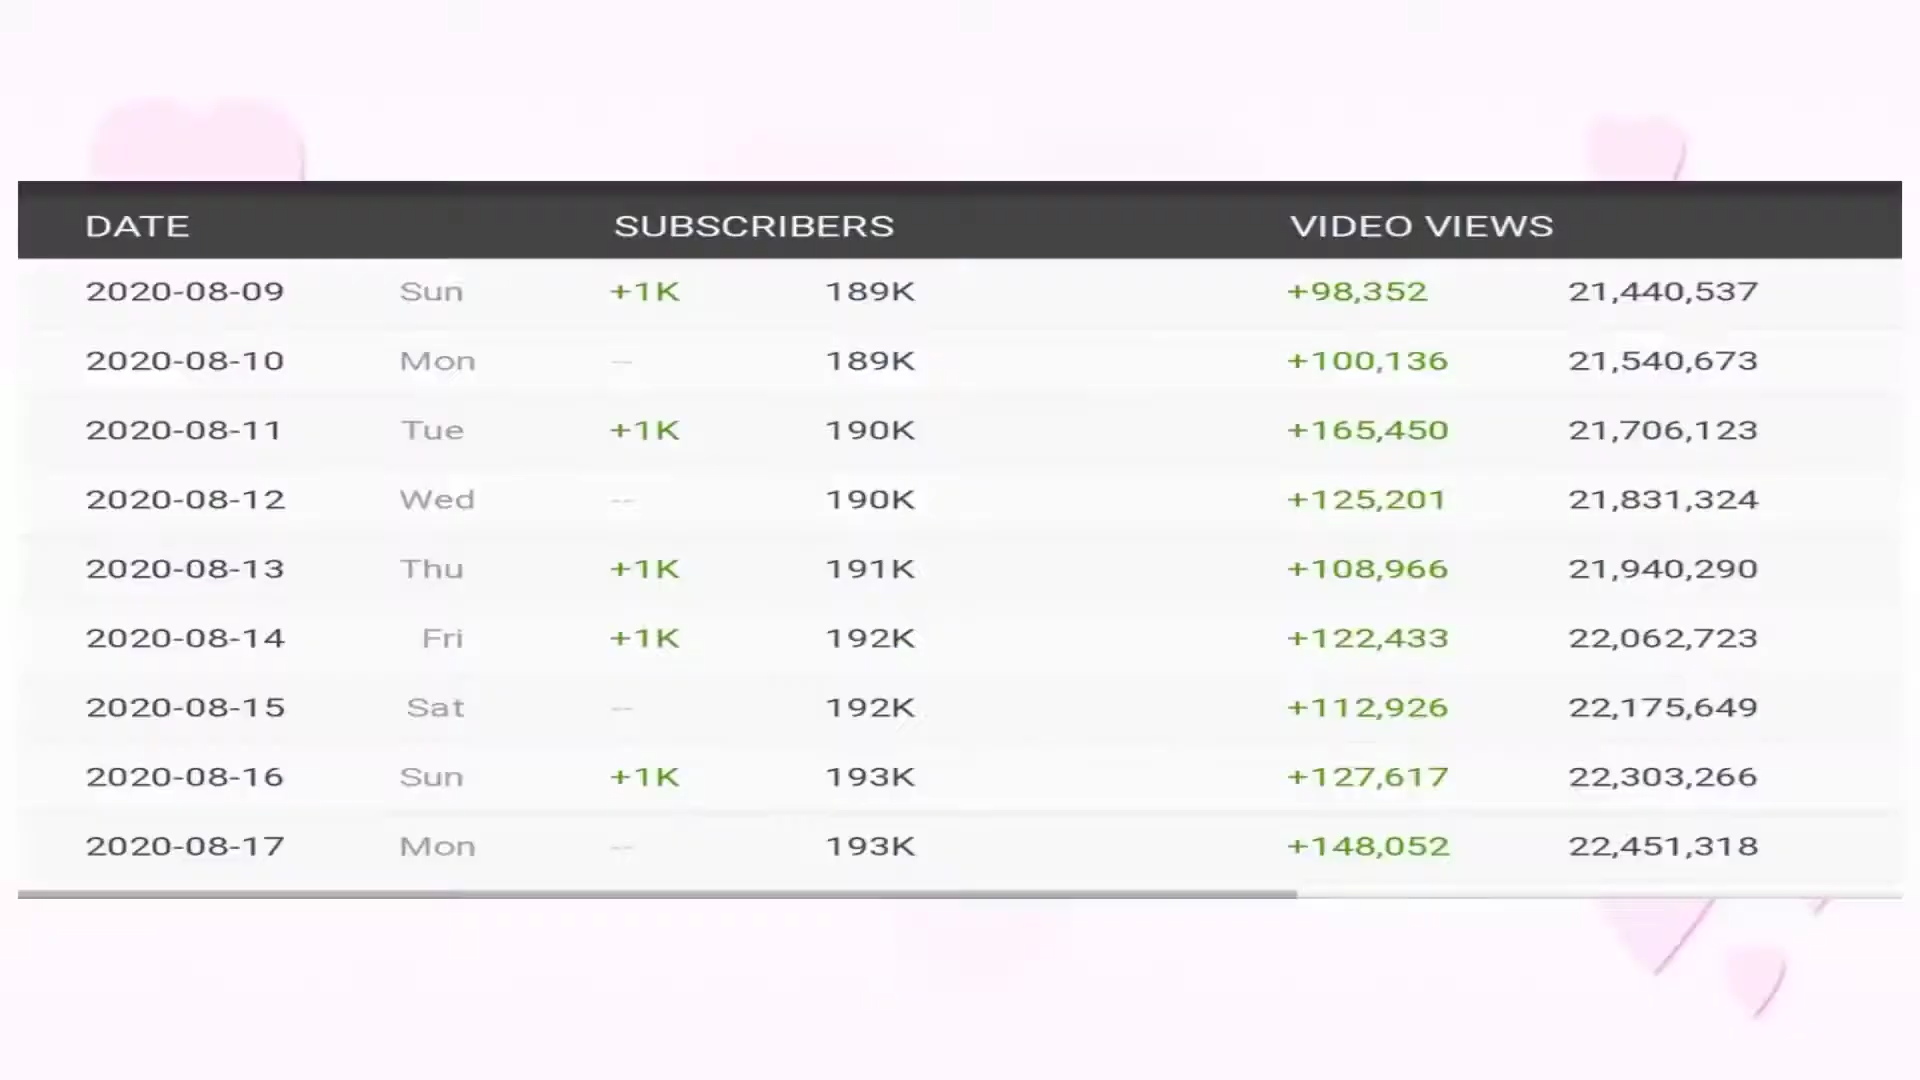 DATE SUBSCRIBERS VIDEO VIEWS
2020-08-09 Sun +1K 189K +98,352 21,440,537
2020-08-10 Mon -- 189K +100,136 21,540,673
2020-08-11 Tue +1K 190K +165,450 21,706,123
2020-08-12 Wed -- 190K +125,201 21,831,324
2020-08-13 Thu +1K 191K +108,966 21,940,290
2020-08-14 Fri +1K 192K +122,433 22,062,723
2020-08-15 Sat -- 192K +112,926 22,175,649
2020-08-16 Sun +1K 193K +127,617 22,303,266
2020-08-17 Mon -- 193K +148,052 22,451,318